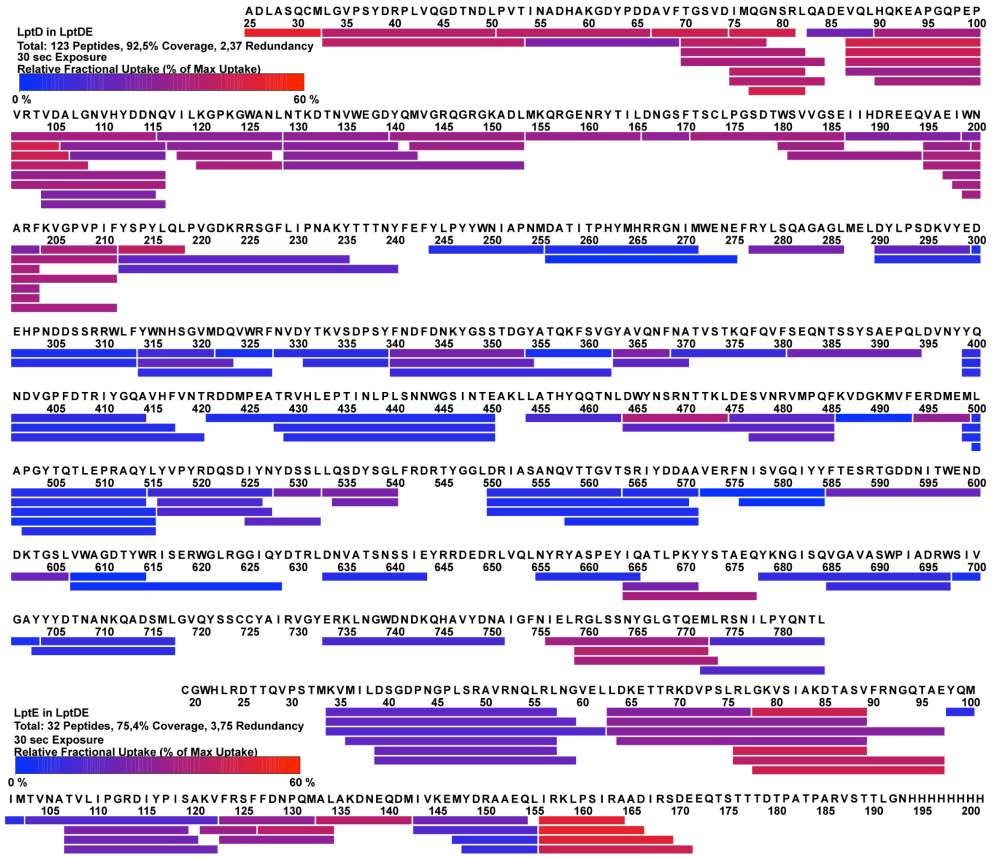 ADLASQCMLGVPSYDRPLVQGDTNDLPVTINADHAKGDYPDDAVFTGSVDIMQGNSRLQADEVQLHQKEAPGQPEP
25 30 35 40 45 50 55 60 65 70 75 80 85 90 95 100
LptD in LptDE
Total: 123 Peptides, 92,5% Coverage, 2,37 Redundancy
30 sec Exposure
Relative Fractional Uptake (% of Max Uptake)
0 % 60 %
VRTVDALGNVHYDDNQVILKGPKGWANLNTKDTNVWEGDYQMVGRQGRGKADLMKQRGENRYTILDNGSFTSCLPGSDTWSVVGSEIIHDREEQVAEIWN
105 110 115 120 125 130 135 140 145 150 155 160 165 170 175 180 185 190 195 200
ARFKVGPVPIFYSPYLQLPVGDKRRSGFLIPNAKYTTTNYFEFYLPYYWNIAPNMDATITPHYMHRRGNIMWENEFRYLSQAGAGLMELDYLPSDKVYED
205 210 215 220 225 230 235 240 245 250 255 260 265 270 275 280 285 290 295 300
EHPNDDSSRRWLFYWNHSGVMDQVWRFNVDYTKVSDPSYFNDFDNKYGSSTDGYATQKFSVGYAVQNFNATVSTKQFQVFSEQNTSSYSAEPQLDVNYYQ
305 310 315 320 325 330 335 340 345 350 355 360 365 370 375 380 385 390 395 400
NDVGPFDTRIYGQAVHFVNTRDDMPEATRVHLEPTINLPLSNNWGSINTEAKLLATHYQQTNLDWYNSRNTTKLDESVNRVMPQFKVDGKMVFERDMEML
405 410 415 420 425 430 435 440 445 450 455 460 465 470 475 480 485 490 495 500
APGYTQTLEPRAQYLYVPYRDQSDIYNYDSSLLQSDYSGLFRDRTYGGLDRIASANQVTTGVTSRIYDDAAVERFNISVGQIYYFTESRTGDDNITWEND
505 510 515 520 525 530 535 540 545 550 555 560 565 570 575 580 585 590 595 600
DKTGSLVWAGDTYWRISERWGLRGGIQYDTRLDNVATSNSSIEYRRDEDRLVQLNYRYASPEYIQATLPKYYSTAEQYKNGISQVGAVASWPIADRWSIV
605 610 615 620 625 630 635 640 645 650 655 660 665 670 675 680 685 690 695 700
GAYYYDTNANKQADSMLGVQYSSCCYAIRVGYERKLNGWDNDKQHAVYDNAIGFNIELRGLSSNYGLGTQEMLRSNILPYQNTL
705 710 715 720 725 730 735 740 745 750 755 760 765 770 775 780
CGWHLRDTTQVPSTMKVMILDSGDPNGPLSRAVRNQLRLNGVELLDKETTRKDVPSLRLGKVSIAKDTASVFRNGQTAEYQM
20 25 30 35 40 45 50 55 60 65 70 75 80 85 90 95 100
LptE in LptDE
Total: 32 Peptides, 75,4% Coverage, 3,75 Redundancy
30 sec Exposure
Relative Fractional Uptake (% of Max Uptake)
0 % 60 %
IMTVNATVLIPGRDIYPISAKVFRSFFDNPQMALAKDNEQDMIVKEMYDRAAEQLIRKLPSIRAADIRSDEEQTSTTTDTPATPARVSTTLGNHHHHHHHH
105 110 115 120 125 130 135 140 145 150 155 160 165 170 175 180 185 190 195 200